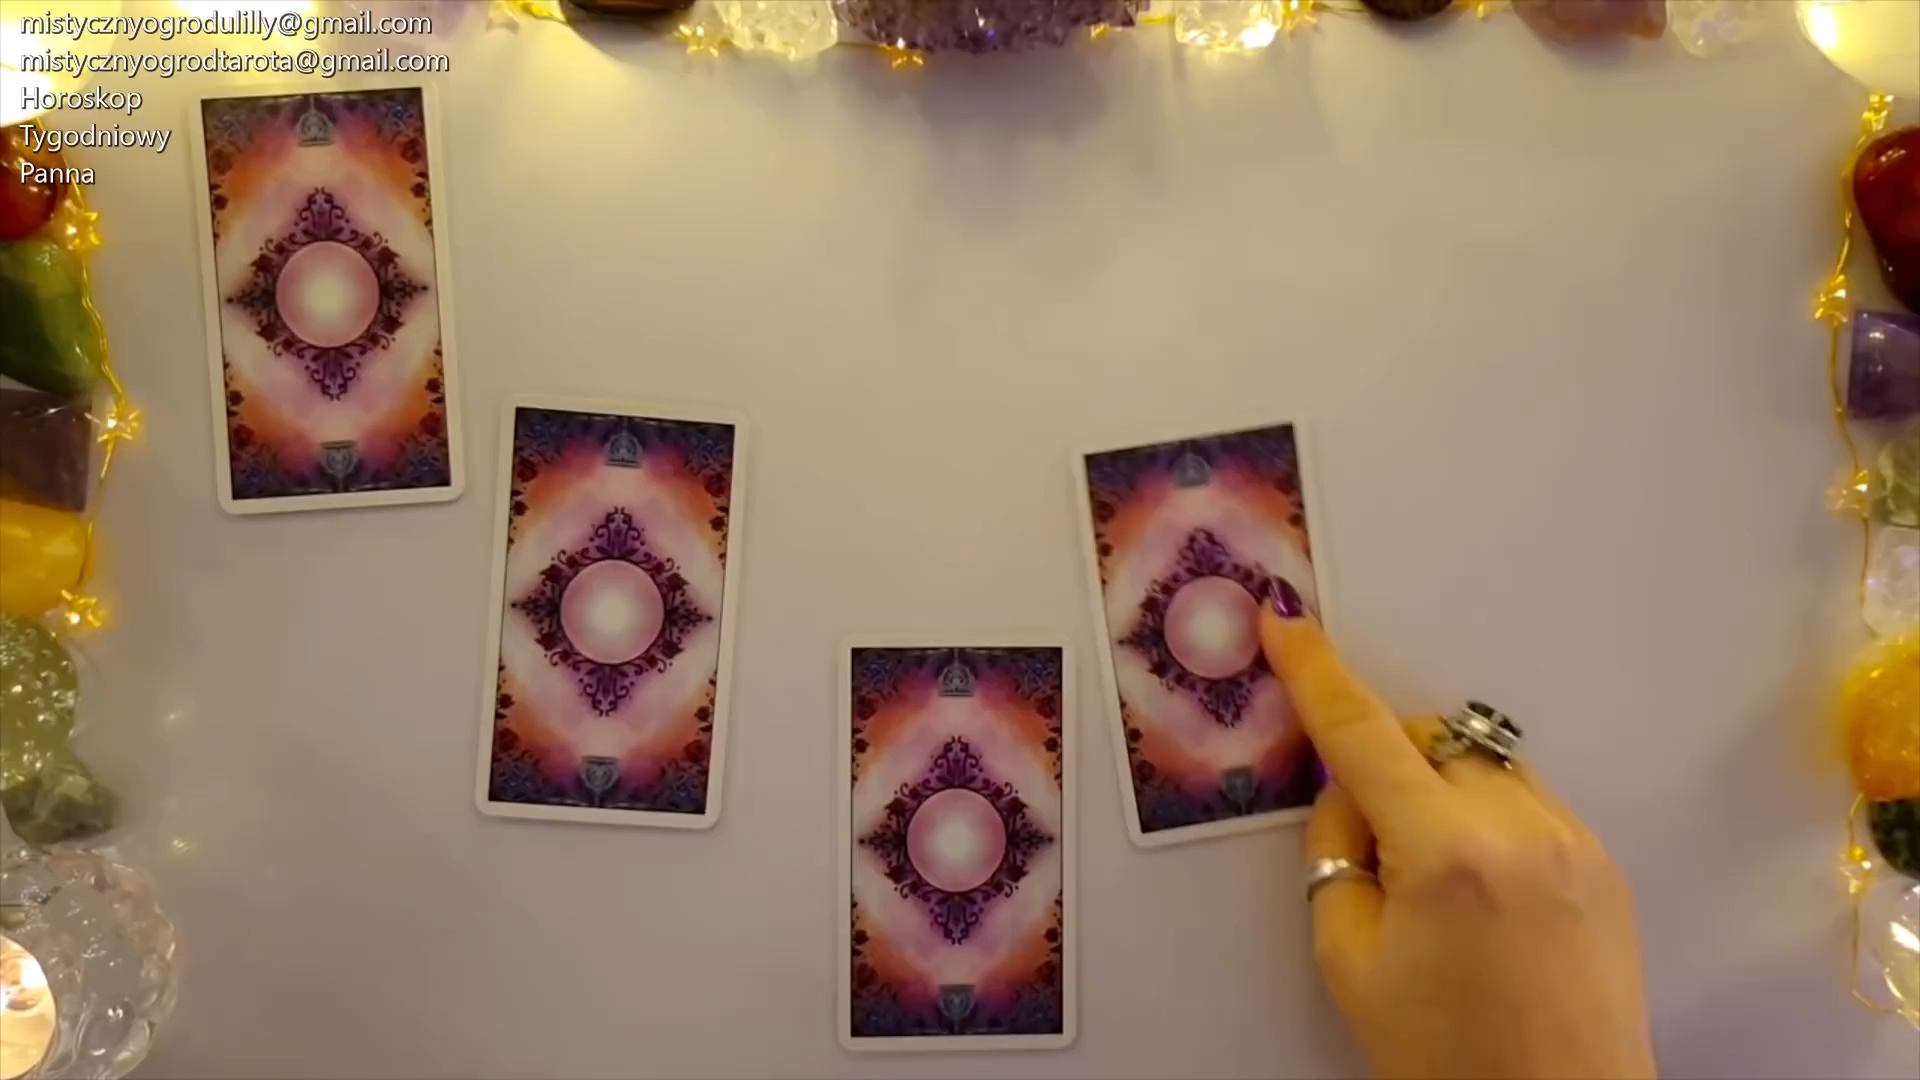 mistycznyogrodulilly@gmail.com
mistycznyogrodtarota@gmail.com
Horoskop
Tygodniowy
Panna